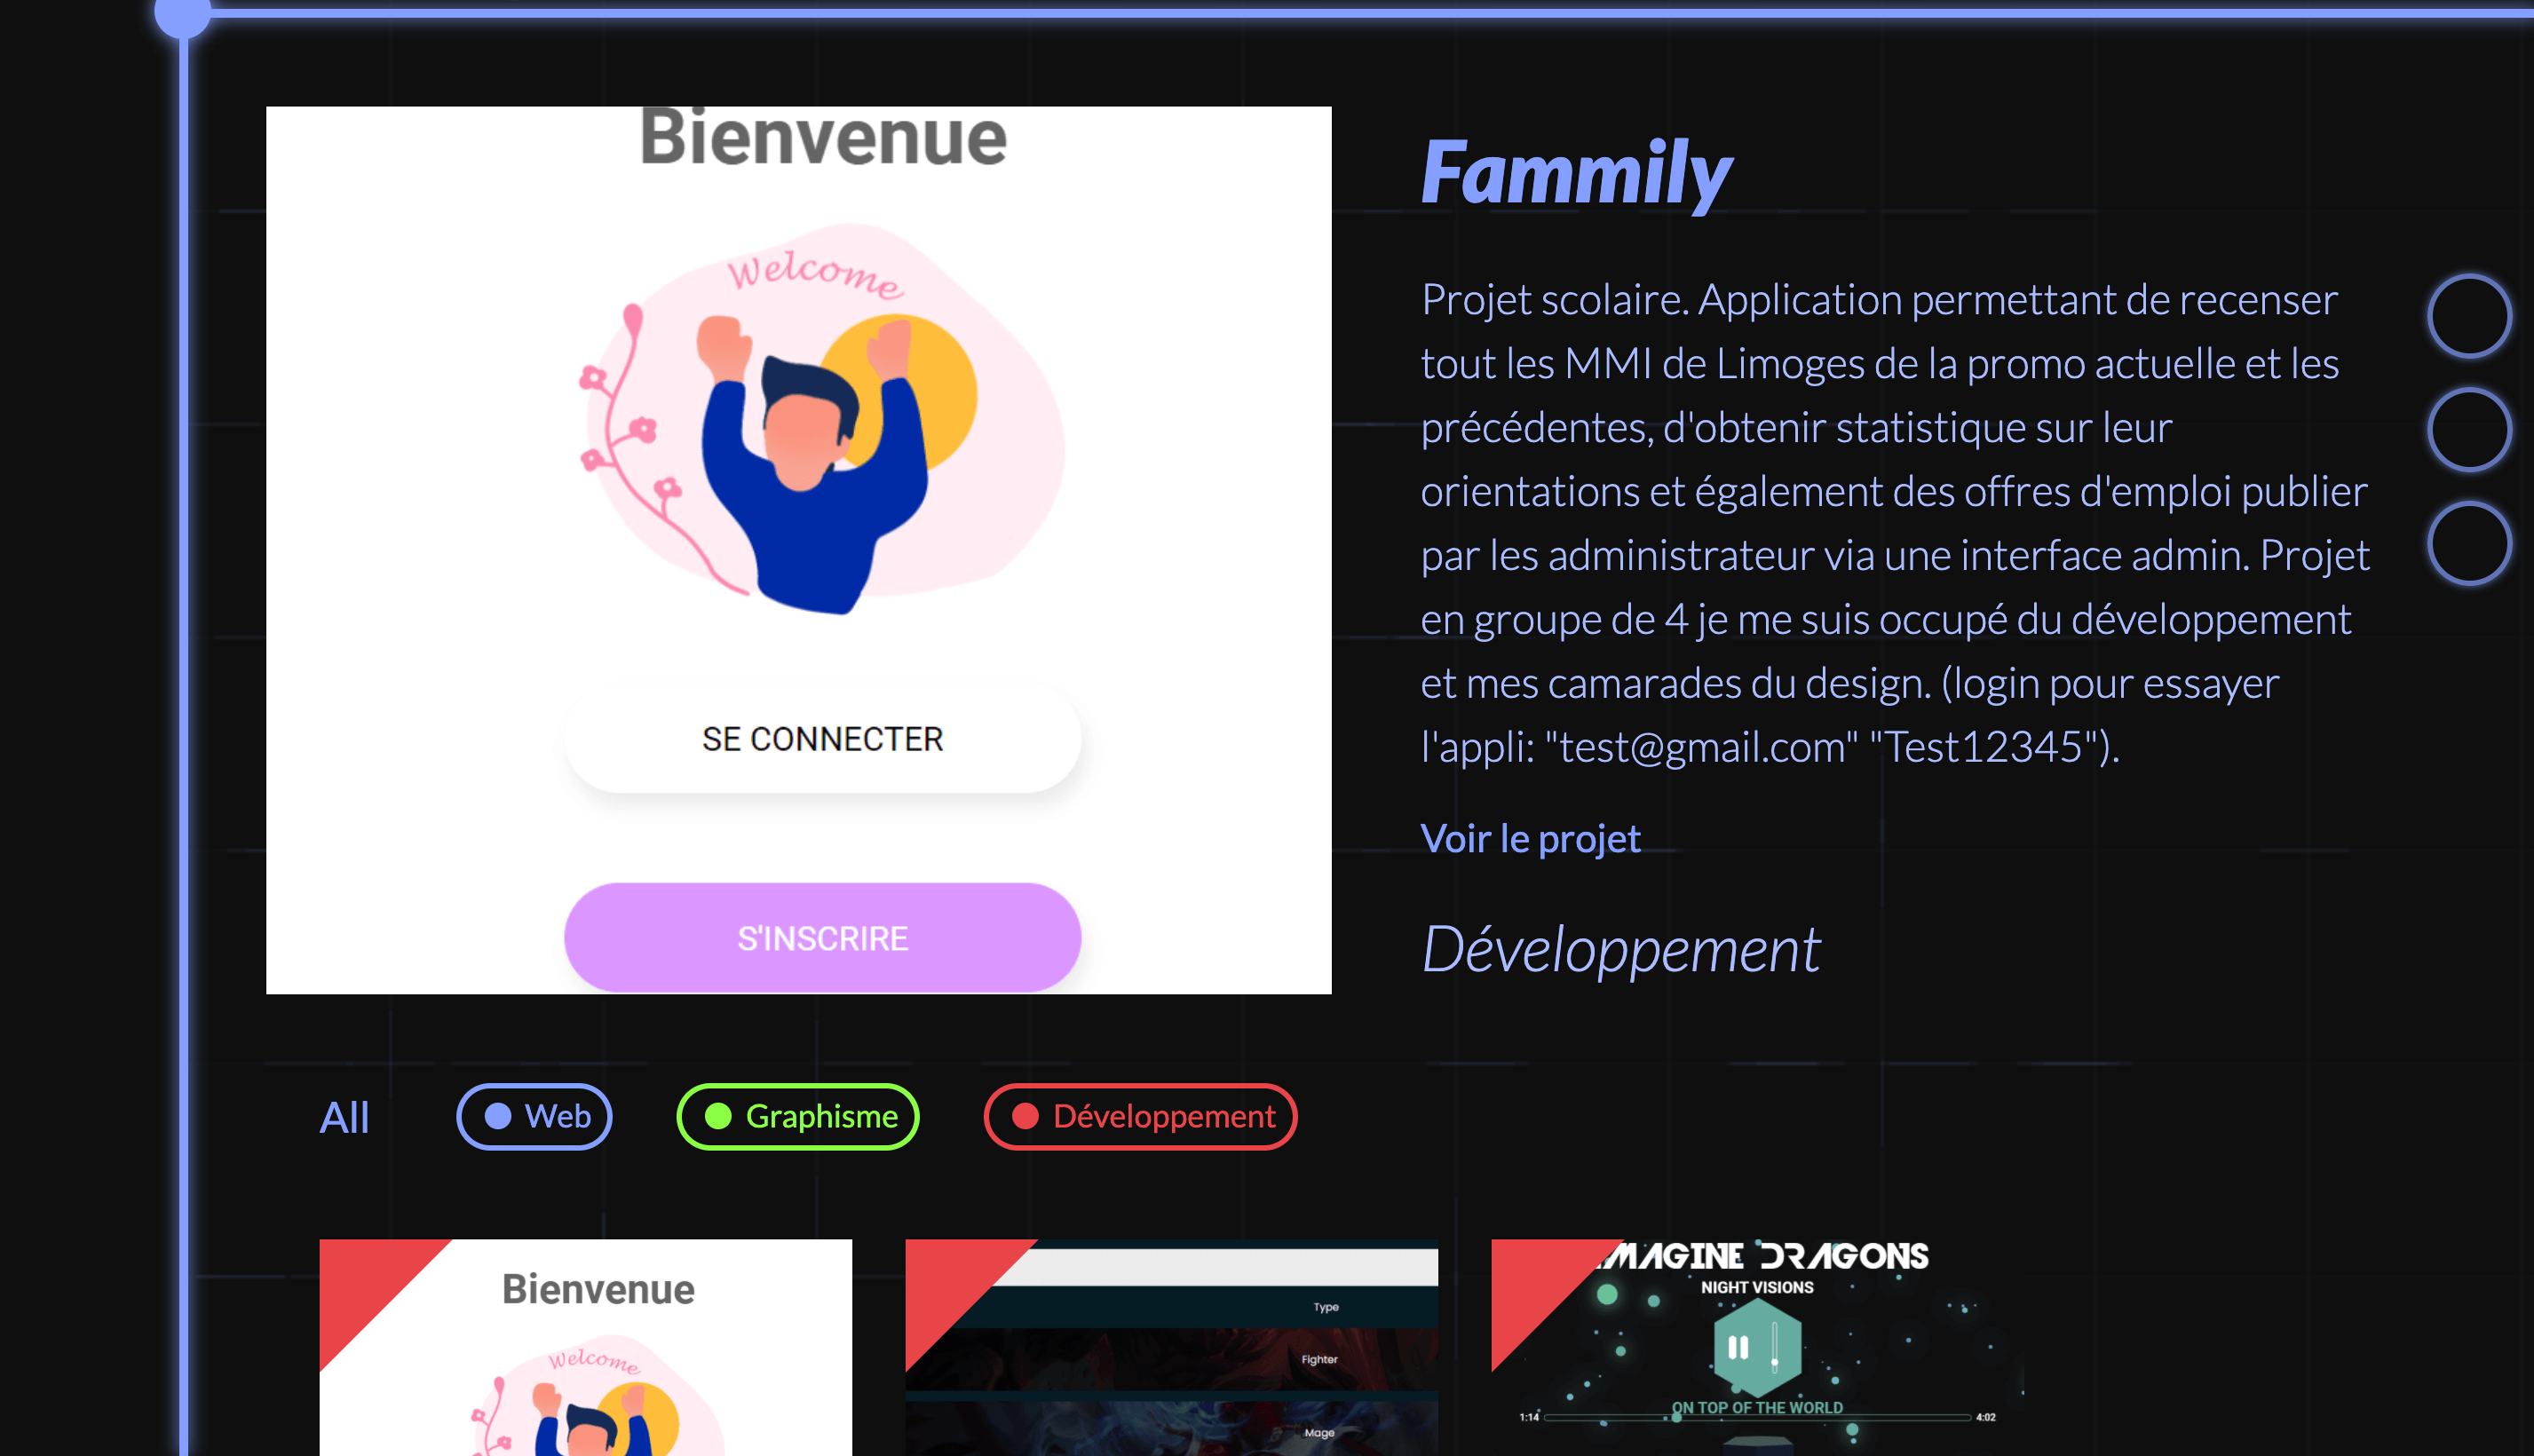 Bienvenue
Welcome
SE CONNECTER
S'INSCRIRE
Fammily
Projet scolaire. Application permettant de recenser
tout les MMI de Limoges de la promo actuelle et les
précédentes, d'obtenir statistique sur leur
orientations et également des offres d'emploi publier
par les administrateur via une interface admin. Projet
en groupe de 4 je me suis occupé du développement
et mes camarades du design. (login pour essayer
l'appli: "test@gmail.com" "Test12345").
Voir le projet
Développement
All
Web
Graphisme
Développement
Bienvenue
Welcome
Type
Fighter
Mage
IMAGINE DRAGONS
NIGHT VISIONS
ON TOP OF THE WORLD
1:14
4:02